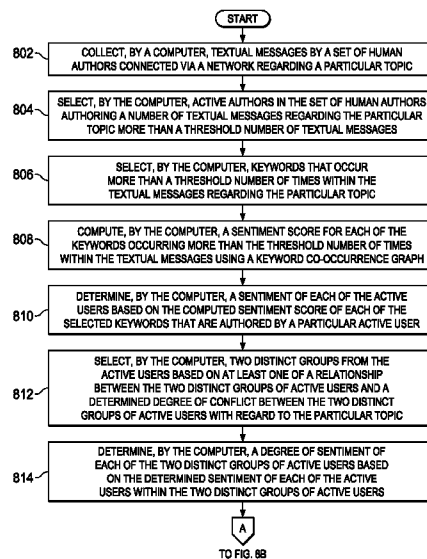 START
802
COLLECT, BY A COMPUTER, TEXTUAL MESSAGES BY A SET OF HUMAN
AUTHORS CONNECTED VIA A NETWORK REGARDING A PARTICULAR TOPIC
804
SELECT, BY THE COMPUTER, ACTIVE AUTHORS IN THE SET OF HUMAN AUTHORS
AUTHORING A NUMBER OF TEXTUAL MESSAGES REGARDING THE PARTICULAR
TOPIC MORE THAN A THRESHOLD NUMBER OF TEXTUAL MESSAGES
806
SELECT, BY THE COMPUTER, KEYWORDS THAT OCCUR
MORE THAN A THRESHOLD NUMBER OF TIMES WITHIN THE
TEXTUAL MESSAGES REGARDING THE PARTICULAR TOPIC
808
COMPUTE, BY THE COMPUTER, A SENTIMENT SCORE FOR EACH OF THE
KEYWORDS OCCURRING MORE THAN THE THRESHOLD NUMBER OF TIMES
WITHIN THE TEXTUAL MESSAGES USING A KEYWORD CO-OCCURRENCE GRAPH
810
DETERMINE, BY THE COMPUTER, A SENTIMENT OF EACH OF THE ACTIVE
USERS BASED ON THE COMPUTED SENTIMENT SCORE OF EACH OF THE
SELECTED KEYWORDS THAT ARE AUTHORED BY A PARTICULAR ACTIVE USER
812
SELECT, BY THE COMPUTER, TWO DISTINCT GROUPS FROM THE
ACTIVE USERS BASED ON AT LEAST ONE OF A RELATIONSHIP
BETWEEN THE TWO DISTINCT GROUPS OF ACTIVE USERS AND A
DETERMINED DEGREE OF CONFLICT BETWEEN THE TWO DISTINCT
GROUPS OF ACTIVE USERS WITH REGARD TO THE PARTICULAR TOPIC
814
DETERMINE, BY THE COMPUTER, A DEGREE OF SENTIMENT OF
EACH OF THE TWO DISTINCT GROUPS OF ACTIVE USERS BASED
ON THE DETERMINED SENTIMENT OF EACH OF THE ACTIVE
USERS WITHIN THE TWO DISTINCT GROUPS OF ACTIVE USERS
A
TO FIG. 8B